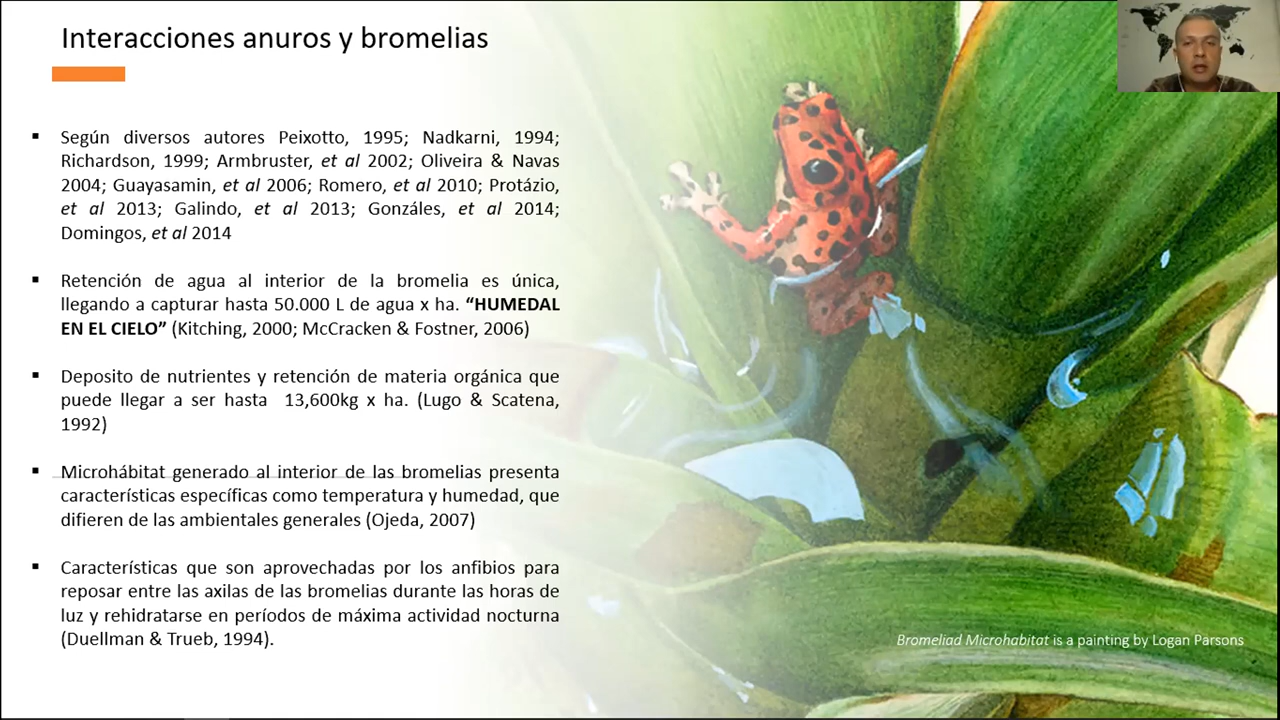 Interacciones anuros y bromelias
▪ Según diversos autores Peixotto, 1995; Nadkarni, 1994;
Richardson, 1999; Armbruster, et al 2002; Oliveira & Navas
2004; Guayasamin, et al 2006; Romero, et al 2010; Protázio,
et al 2013; Galindo, et al 2013; Gonzáles, et al 2014;
Domingos, et al 2014
▪ Retención de agua al interior de la bromelia es única,
llegando a capturar hasta 50.000 L de agua x ha. “HUMEDAL
EN EL CIELO” (Kitching, 2000; McCracken & Fostner, 2006)
▪ Deposito de nutrientes y retención de materia orgánica que
puede llegar a ser hasta 13,600kg x ha. (Lugo & Scatena,
1992)
▪ Microhábitat generado al interior de las bromelias presenta
características específicas como temperatura y humedad, que
difieren de las ambientales generales (Ojeda, 2007)
▪ Características que son aprovechadas por los anfibios para
reposar entre las axilas de las bromelias durante las horas de
luz y rehidratarse en períodos de máxima actividad nocturna
(Duellman & Trueb, 1994).
Bromeliad Microhabitat is a painting by Logan Parsons